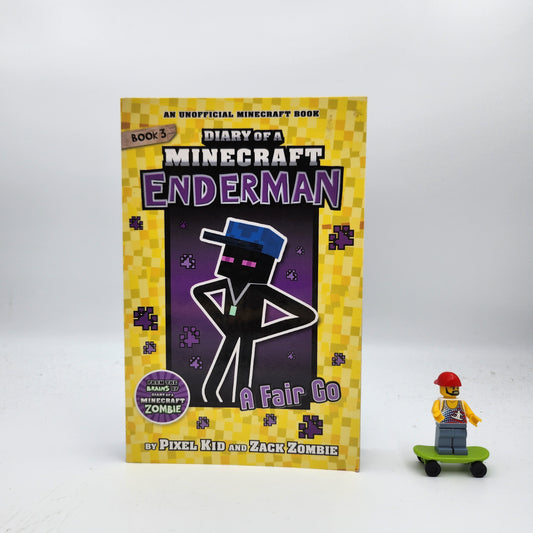 AN UNOFFICIAL MINECRAFT BOOK
BOOK 3
DIARY OF A
MINECRAFT
ENDERMAN
A Fair Go
FROM THE
BRAINS OF
DIARY OF A
MINECRAFT
ZOMBIE
BY PIXEL KID AND ZACK ZOMBIE